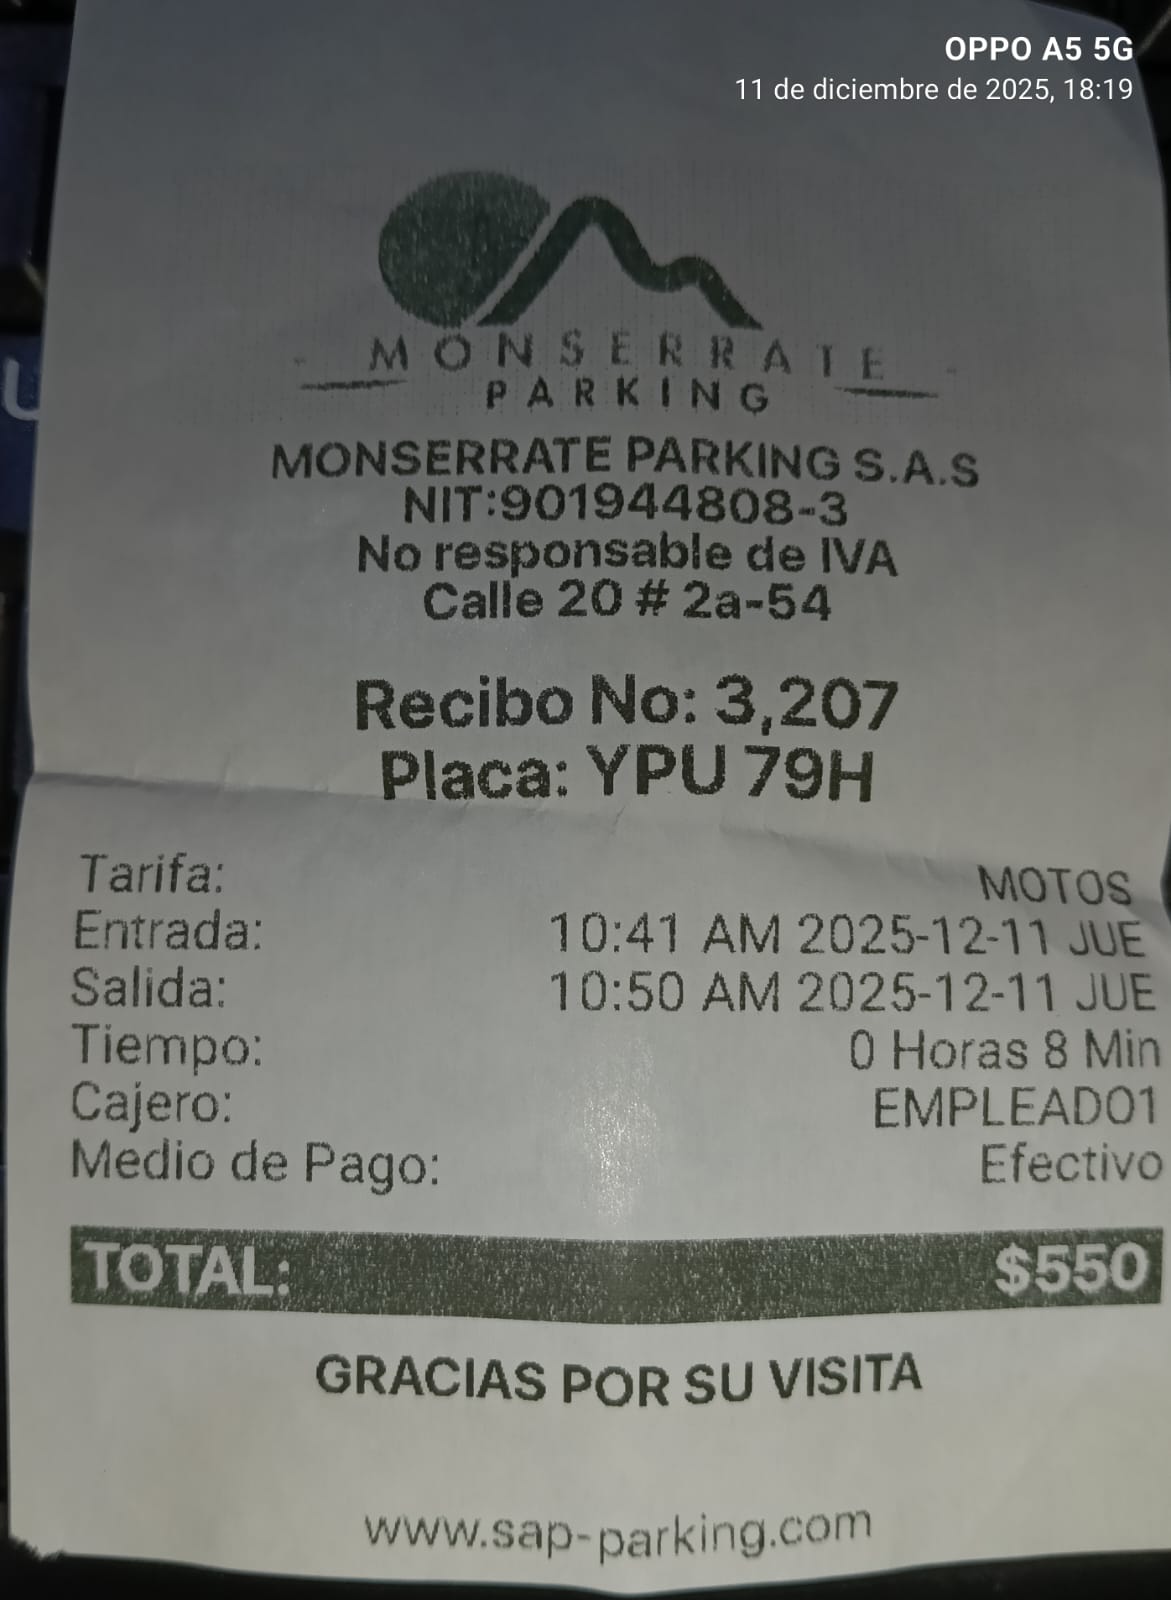 OPPO A5 5G
11 de diciembre de 2025, 18:19
MONSERRATE
PARKING
MONSERRATE PARKING S.A.S
NIT:901944808-3
No responsable de IVA
Calle 20 # 2a-54
Recibo No: 3,207
Placa: YPU 79H
Tarifa: MOTOS
Entrada: 10:41 AM 2025-12-11 JUE
Salida: 10:50 AM 2025-12-11 JUE
Tiempo: 0 Horas 8 Min
Cajero: EMPLEADO1
Medio de Pago: Efectivo
TOTAL: $550
GRACIAS POR SU VISITA
www.sap-parking.com